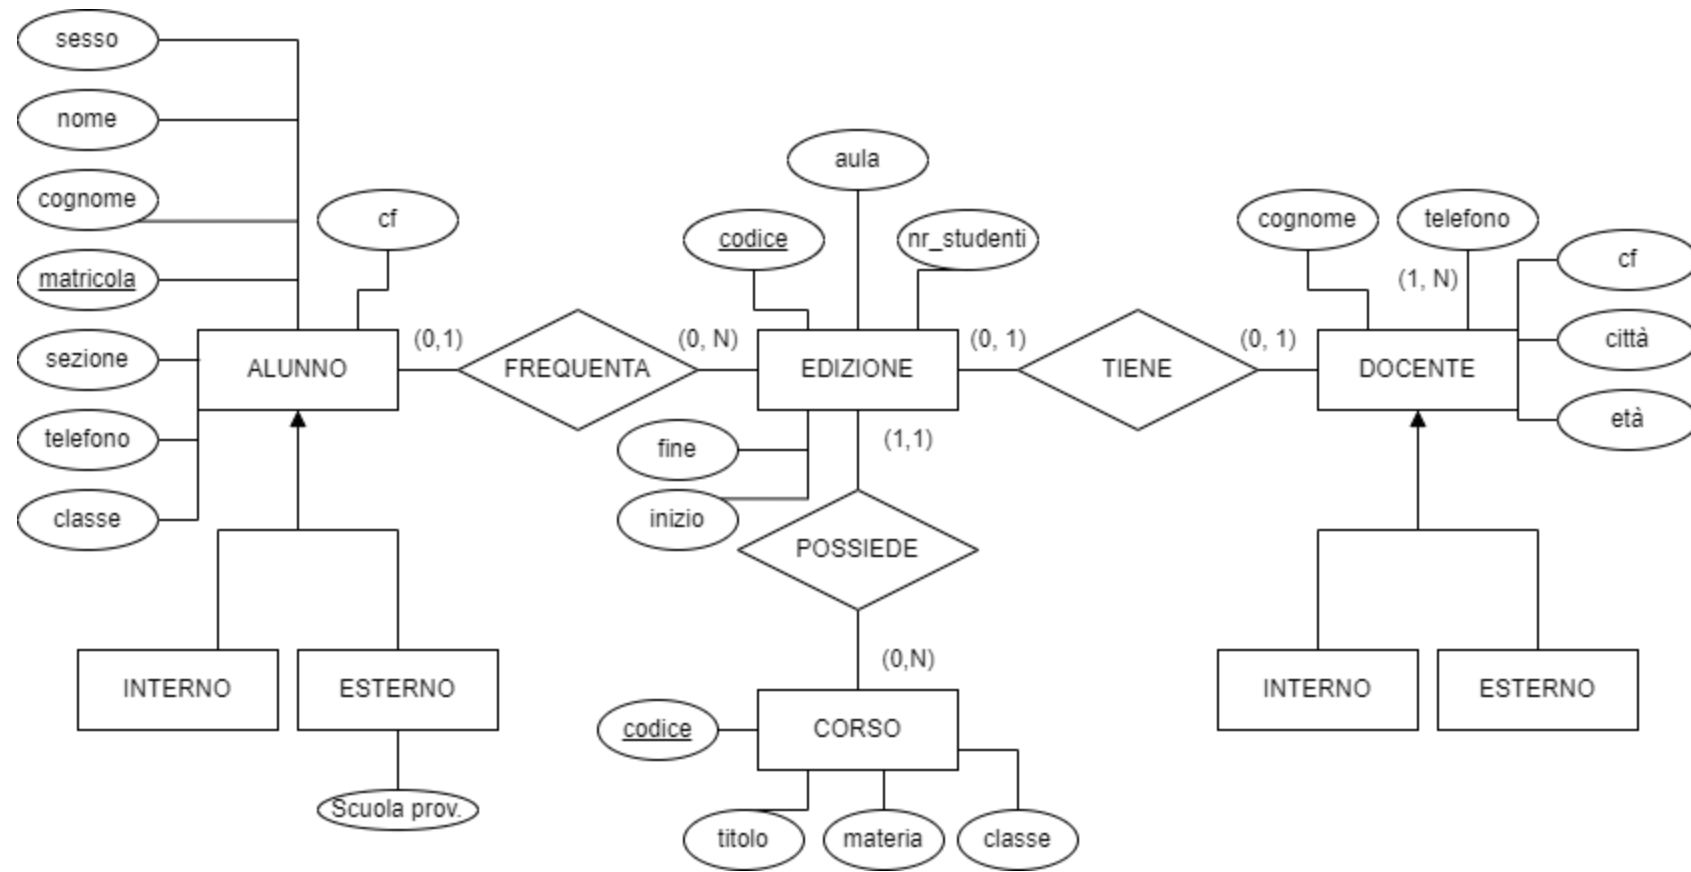 sesso
nome
cognome
matricola
sezione
telefono
classe
cf
ALUNNO
(0,1)
FREQUENTA
(0, N)
INTERNO
ESTERNO
Scuola prov.
aula
codice
nr_studenti
EDIZIONE
fine
inizio
(0, 1)
TIENE
(0, 1)
(1,1)
POSSIEDE
(0,N)
codice
CORSO
titolo
materia
classe
cognome
telefono
(1, N)
cf
città
età
DOCENTE
INTERNO
ESTERNO